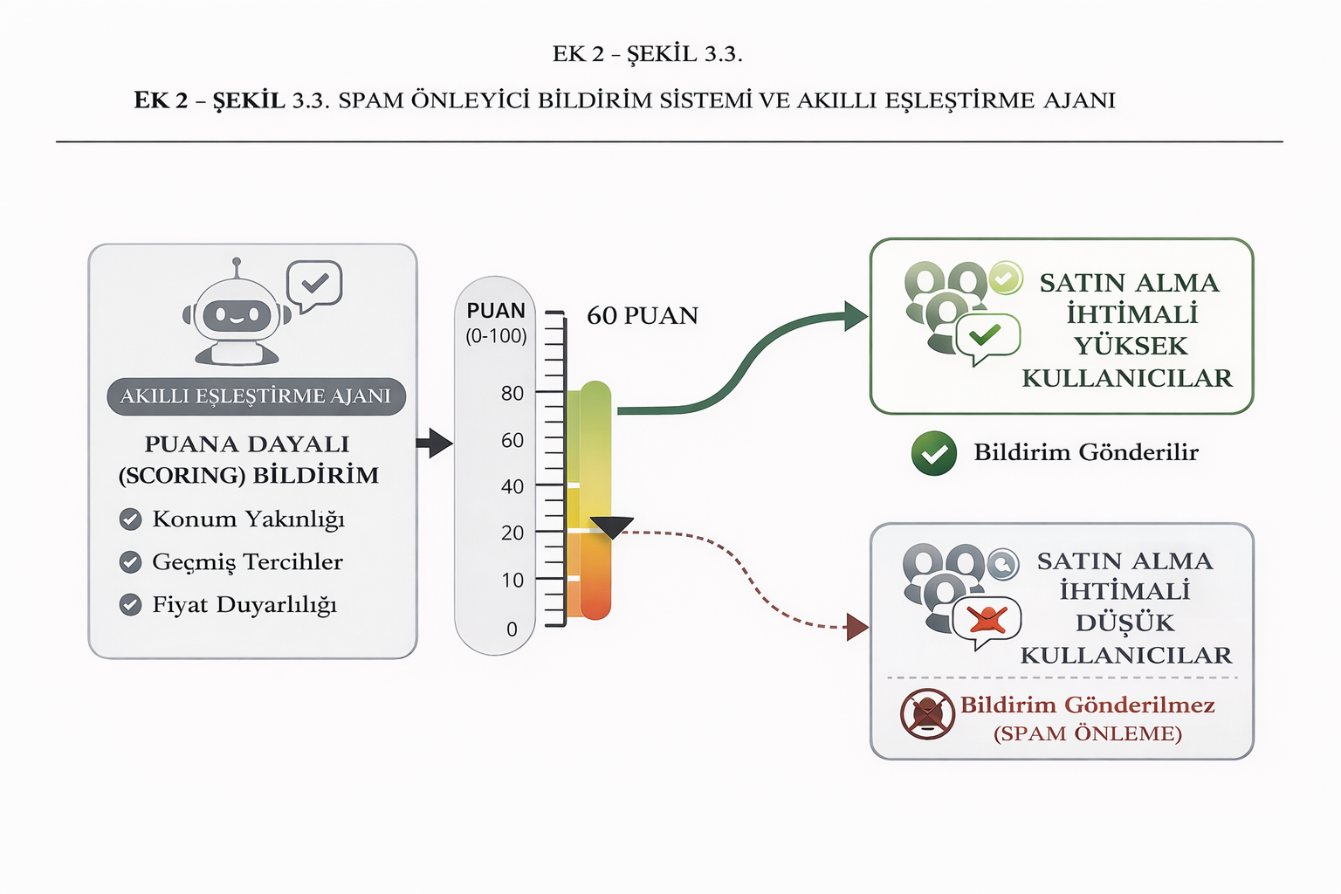 EK 2 – ŞEKİL 3.3.
EK 2 – ŞEKİL 3.3. SPAM ÖNLEYİCİ BİLDİRİM SİSTEMİ VE AKILLI EŞLEŞTİRME AJANI
AKILLI EŞLEŞTİRME AJANI
PUANA DAYALI
(SCORING) BİLDİRİM
Konum Yakınlığı
Geçmiş Tercihler
Fiyat Duyarlılığı
PUAN
(0-100)
80
60
40
20
10
0
60 PUAN
SATIN ALMA
İHTİMALİ
YÜKSEK
KULLANICILAR
Bildirim Gönderilir
SATIN ALMA
İHTİMALİ
DÜŞÜK
KULLANICILAR
Bildirim Gönderilmez
(SPAM ÖNLEME)